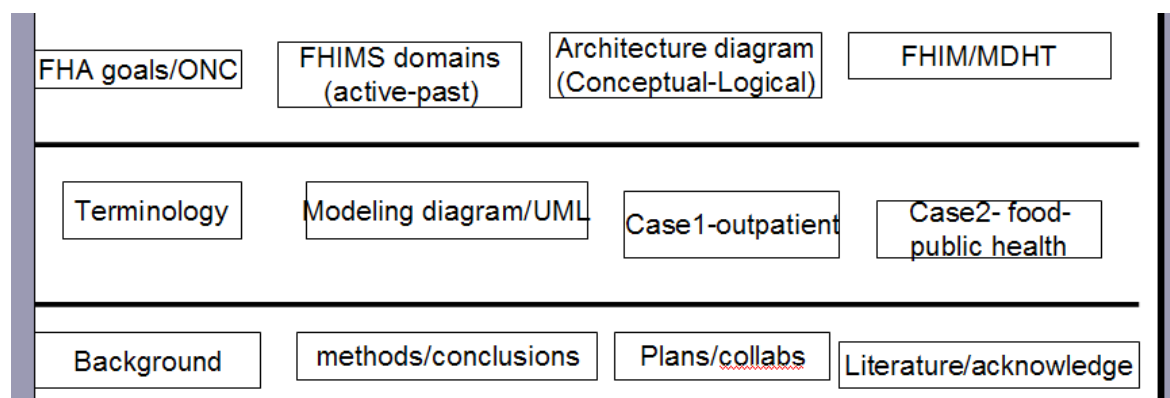 FHA goals/ONC
FHIMS domains
(active-past)
Architecture diagram
(Conceptual-Logical)
FHIM/MDHT
Terminology
Modeling diagram/UML
Case1-outpatient
Case2- food-
public health
Background
methods/conclusions
Plans/collabs
Literature/acknowledge